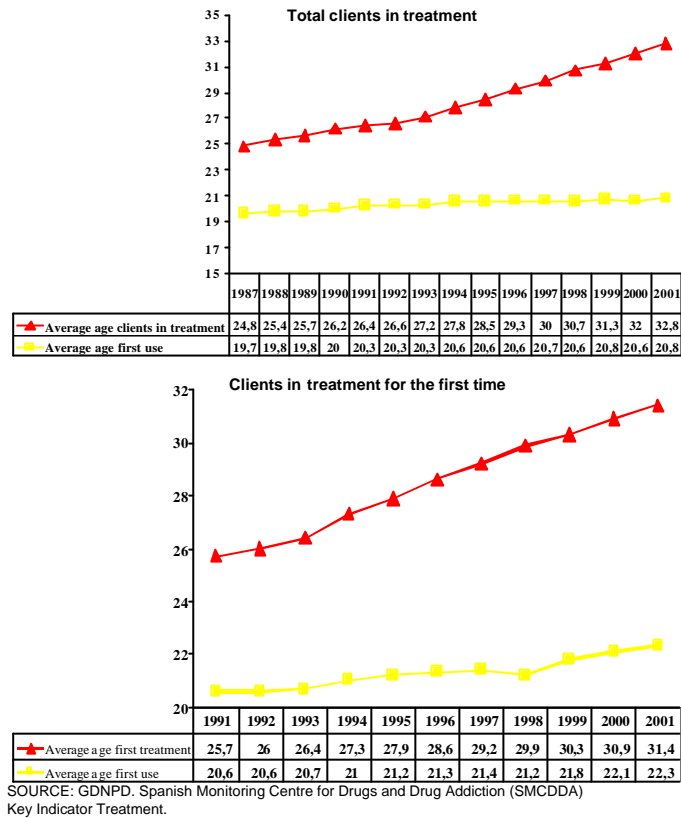 Total clients in treatment
35
33
31
29
27
25
23
21
19
17
15
1987 1988 1989 1990 1991 1992 1993 1994 1995 1996 1997 1998 1999 2000 2001
Average age clients in treatment 24,8 25,4 25,7 26,2 26,4 26,6 27,2 27,8 28,5 29,3 30 30,7 31,3 32 32,8
Average age first use 19,7 19,8 19,8 20 20,3 20,3 20,3 20,6 20,6 20,6 20,7 20,6 20,8 20,6 20,8
Clients in treatment for the first time
32
30
28
26
24
22
20
1991 1992 1993 1994 1995 1996 1997 1998 1999 2000 2001
Average age first treatment 25,7 26 26,4 27,3 27,9 28,6 29,2 29,9 30,3 30,9 31,4
Average age first use 20,6 20,6 20,7 21 21,2 21,3 21,4 21,2 21,8 22,1 22,3
SOURCE: GDNPD. Spanish Monitoring Centre for Drugs and Drug Addiction (SMCDDA)
Key Indicator Treatment.